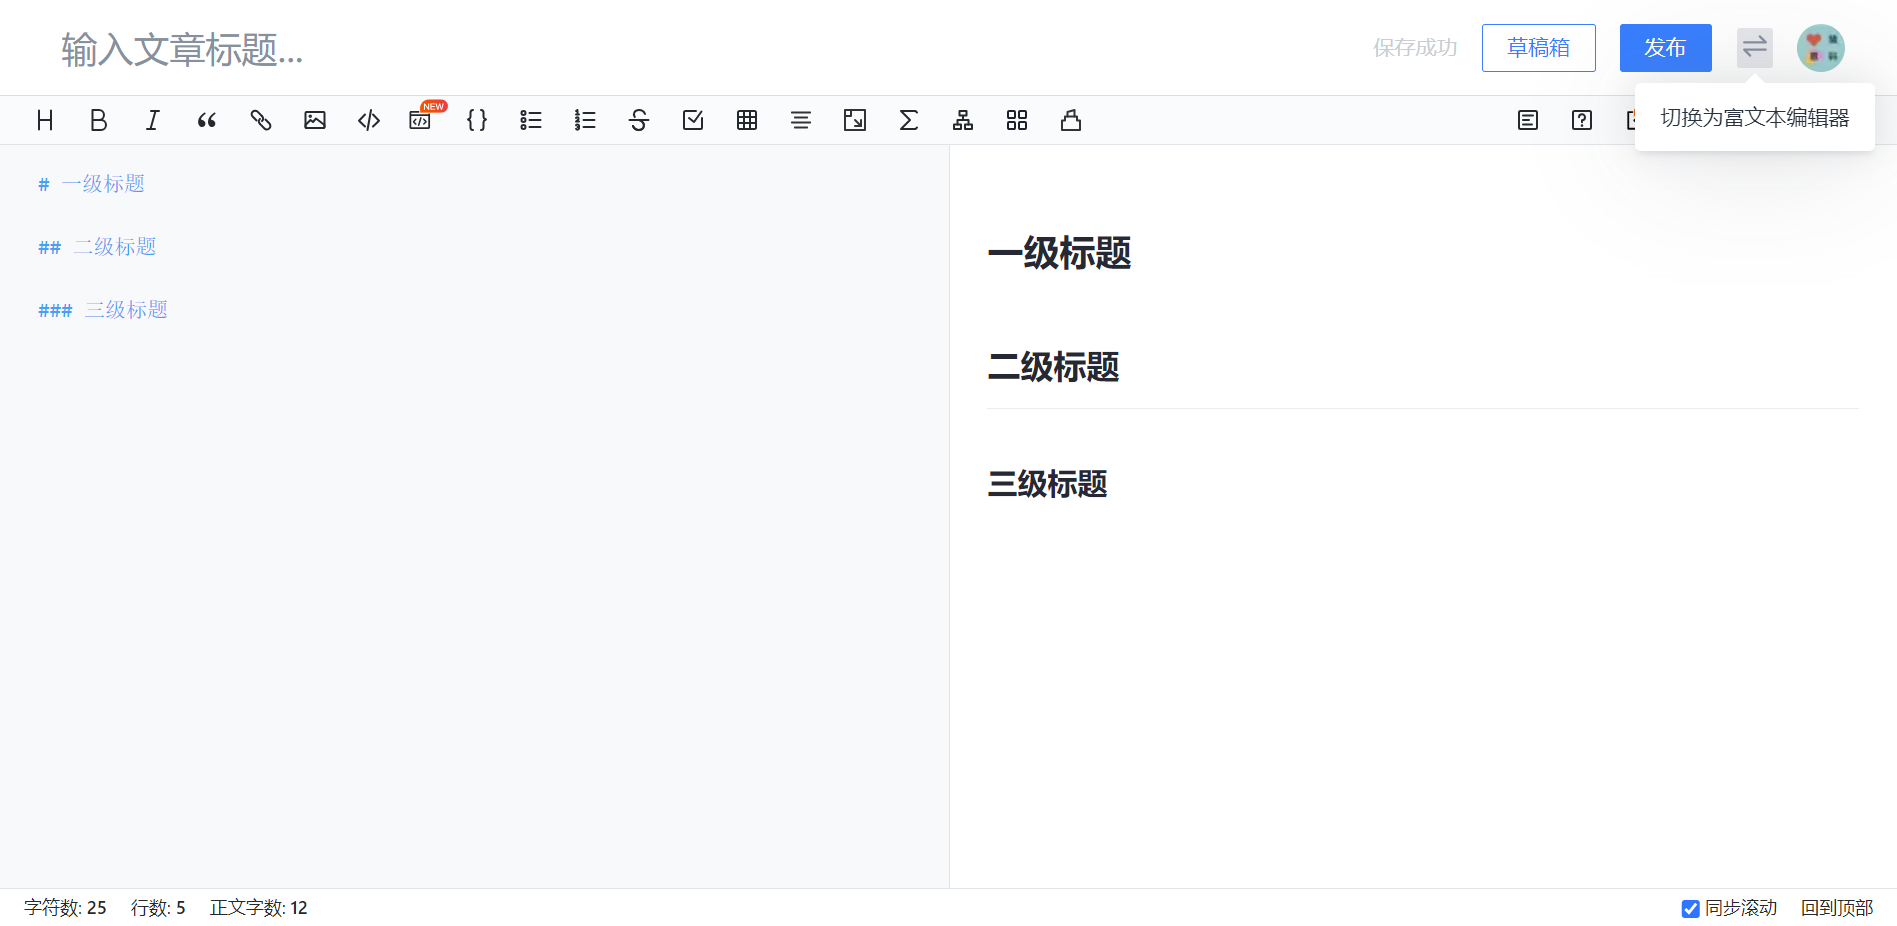 输入文章标题...
保存成功 草稿箱 发布
切换为富文本编辑器
NEW
# 一级标题
## 二级标题
### 三级标题
一级标题
二级标题
三级标题
字符数: 25 行数: 5 正文字数: 12
同步滚动 回到顶部